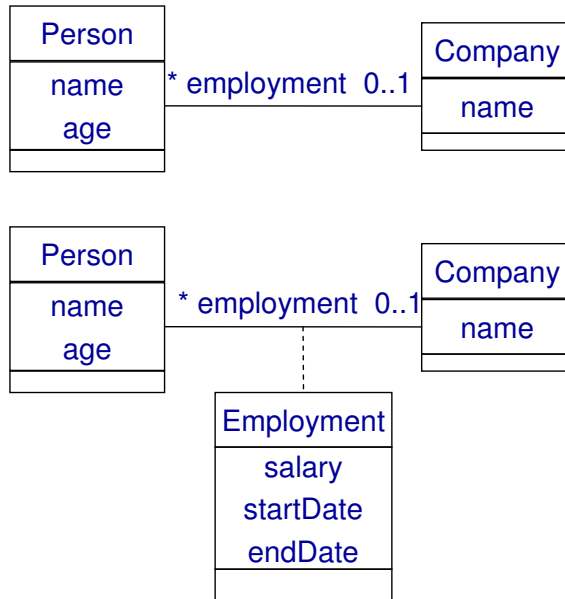 Person
name
age
* employment 0..1
Company
name
Person
name
age
* employment 0..1
Company
name
Employment
salary
startDate
endDate